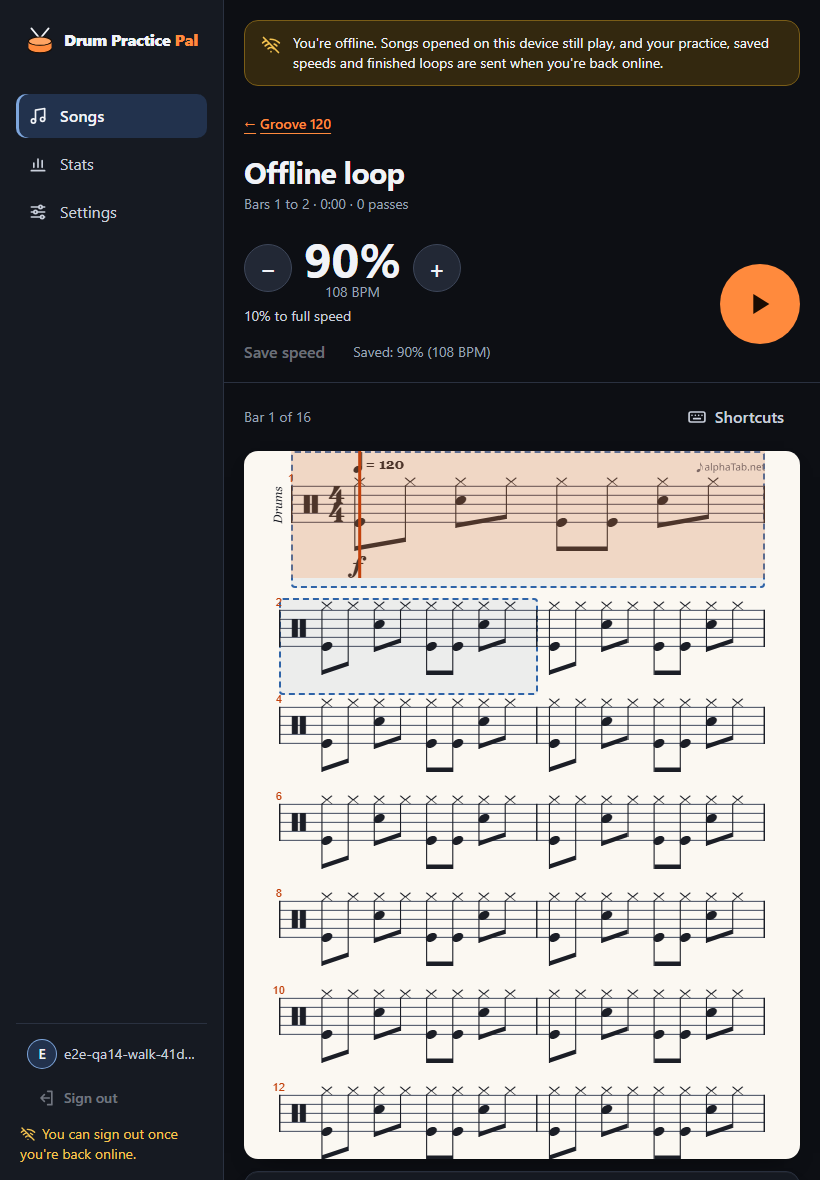 Drum Practice Pal
Songs
Stats
Settings
E e2e-qa14-walk-41d...
Sign out
You can sign out once
you're back online.
You're offline. Songs opened on this device still play, and your practice, saved
speeds and finished loops are sent when you're back online.
← Groove 120
Offline loop
Bars 1 to 2 · 0:00 · 0 passes
− 90% +
108 BPM
10% to full speed
Save speed Saved: 90% (108 BPM)
Bar 1 of 16 Shortcuts
= 120
♪alphaTab.net
1
Drums
4
4
f
2
4
6
8
10
12